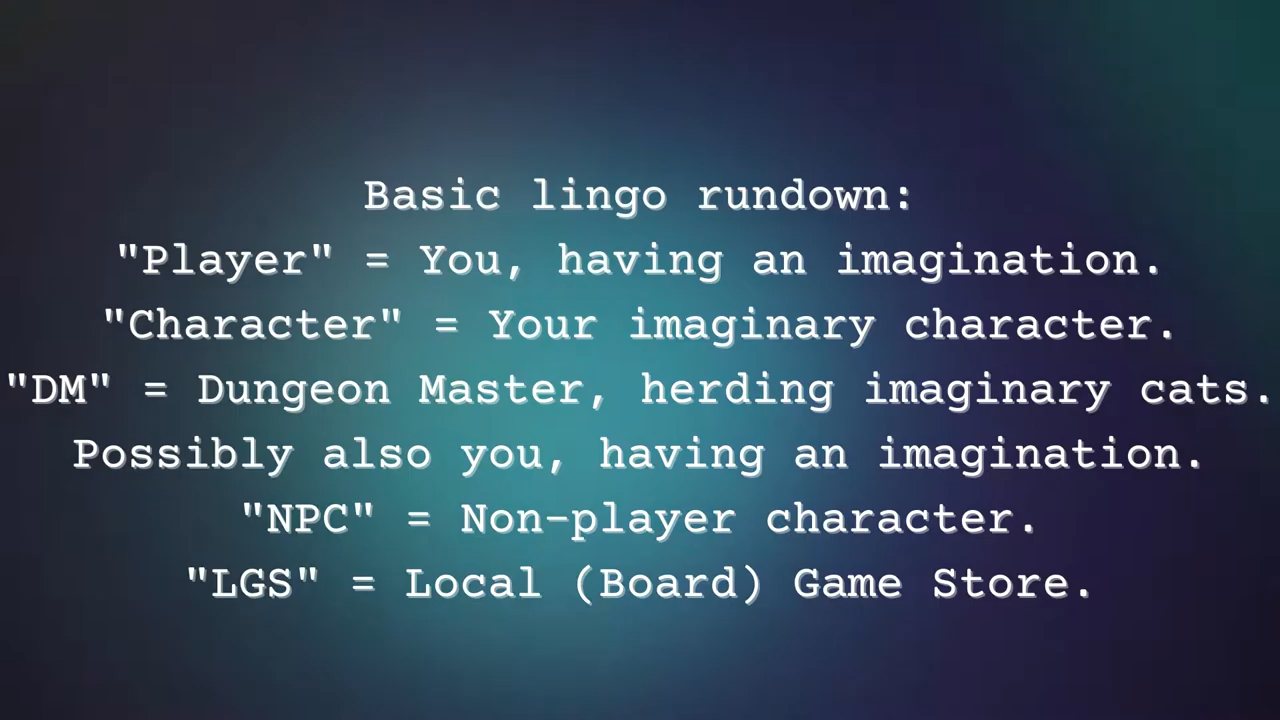 Basic lingo rundown:
"Player" = You, having an imagination.
"Character" = Your imaginary character.
"DM" = Dungeon Master, herding imaginary cats.
Possibly also you, having an imagination.
"NPC" = Non-player character.
"LGS" = Local (Board) Game Store.